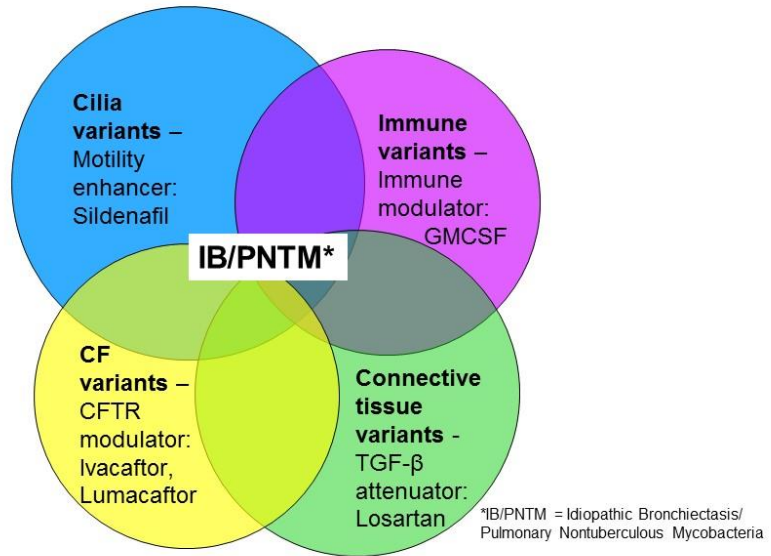 Cilia
variants –
Motility
enhancer:
Sildenafil
Immune
variants –
Immune
modulator:
GMCSF
IB/PNTM*
CF
variants –
CFTR
modulator:
Ivacaftor,
Lumacaftor
Connective
tissue
variants -
TGF-β
attenuator:
Losartan
*IB/PNTM = Idiopathic Bronchiectasis/
Pulmonary Nontuberculous Mycobacteria